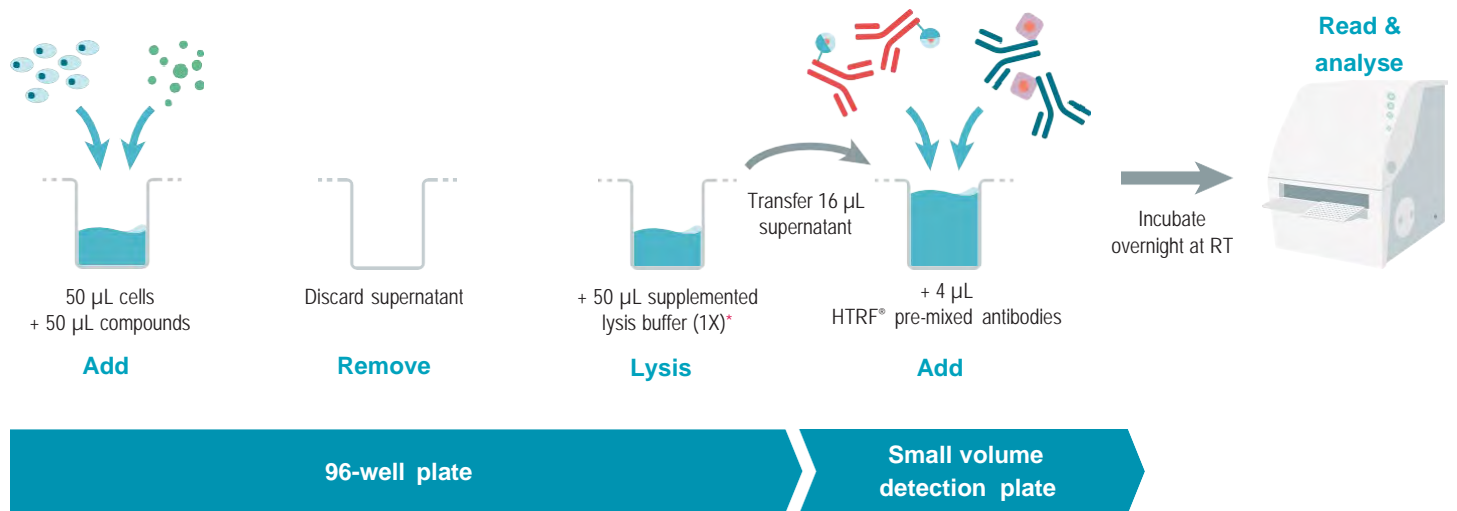 50 µL cells
+ 50 µL compounds
Add
Discard supernatant
Remove
+ 50 µL supplemented
lysis buffer (1X)*
Lysis
Transfer 16 µL
supernatant
+ 4 µL
HTRF® pre-mixed antibodies
Add
Incubate
overnight at RT
Read &
analyse
96-well plate
Small volume
detection plate